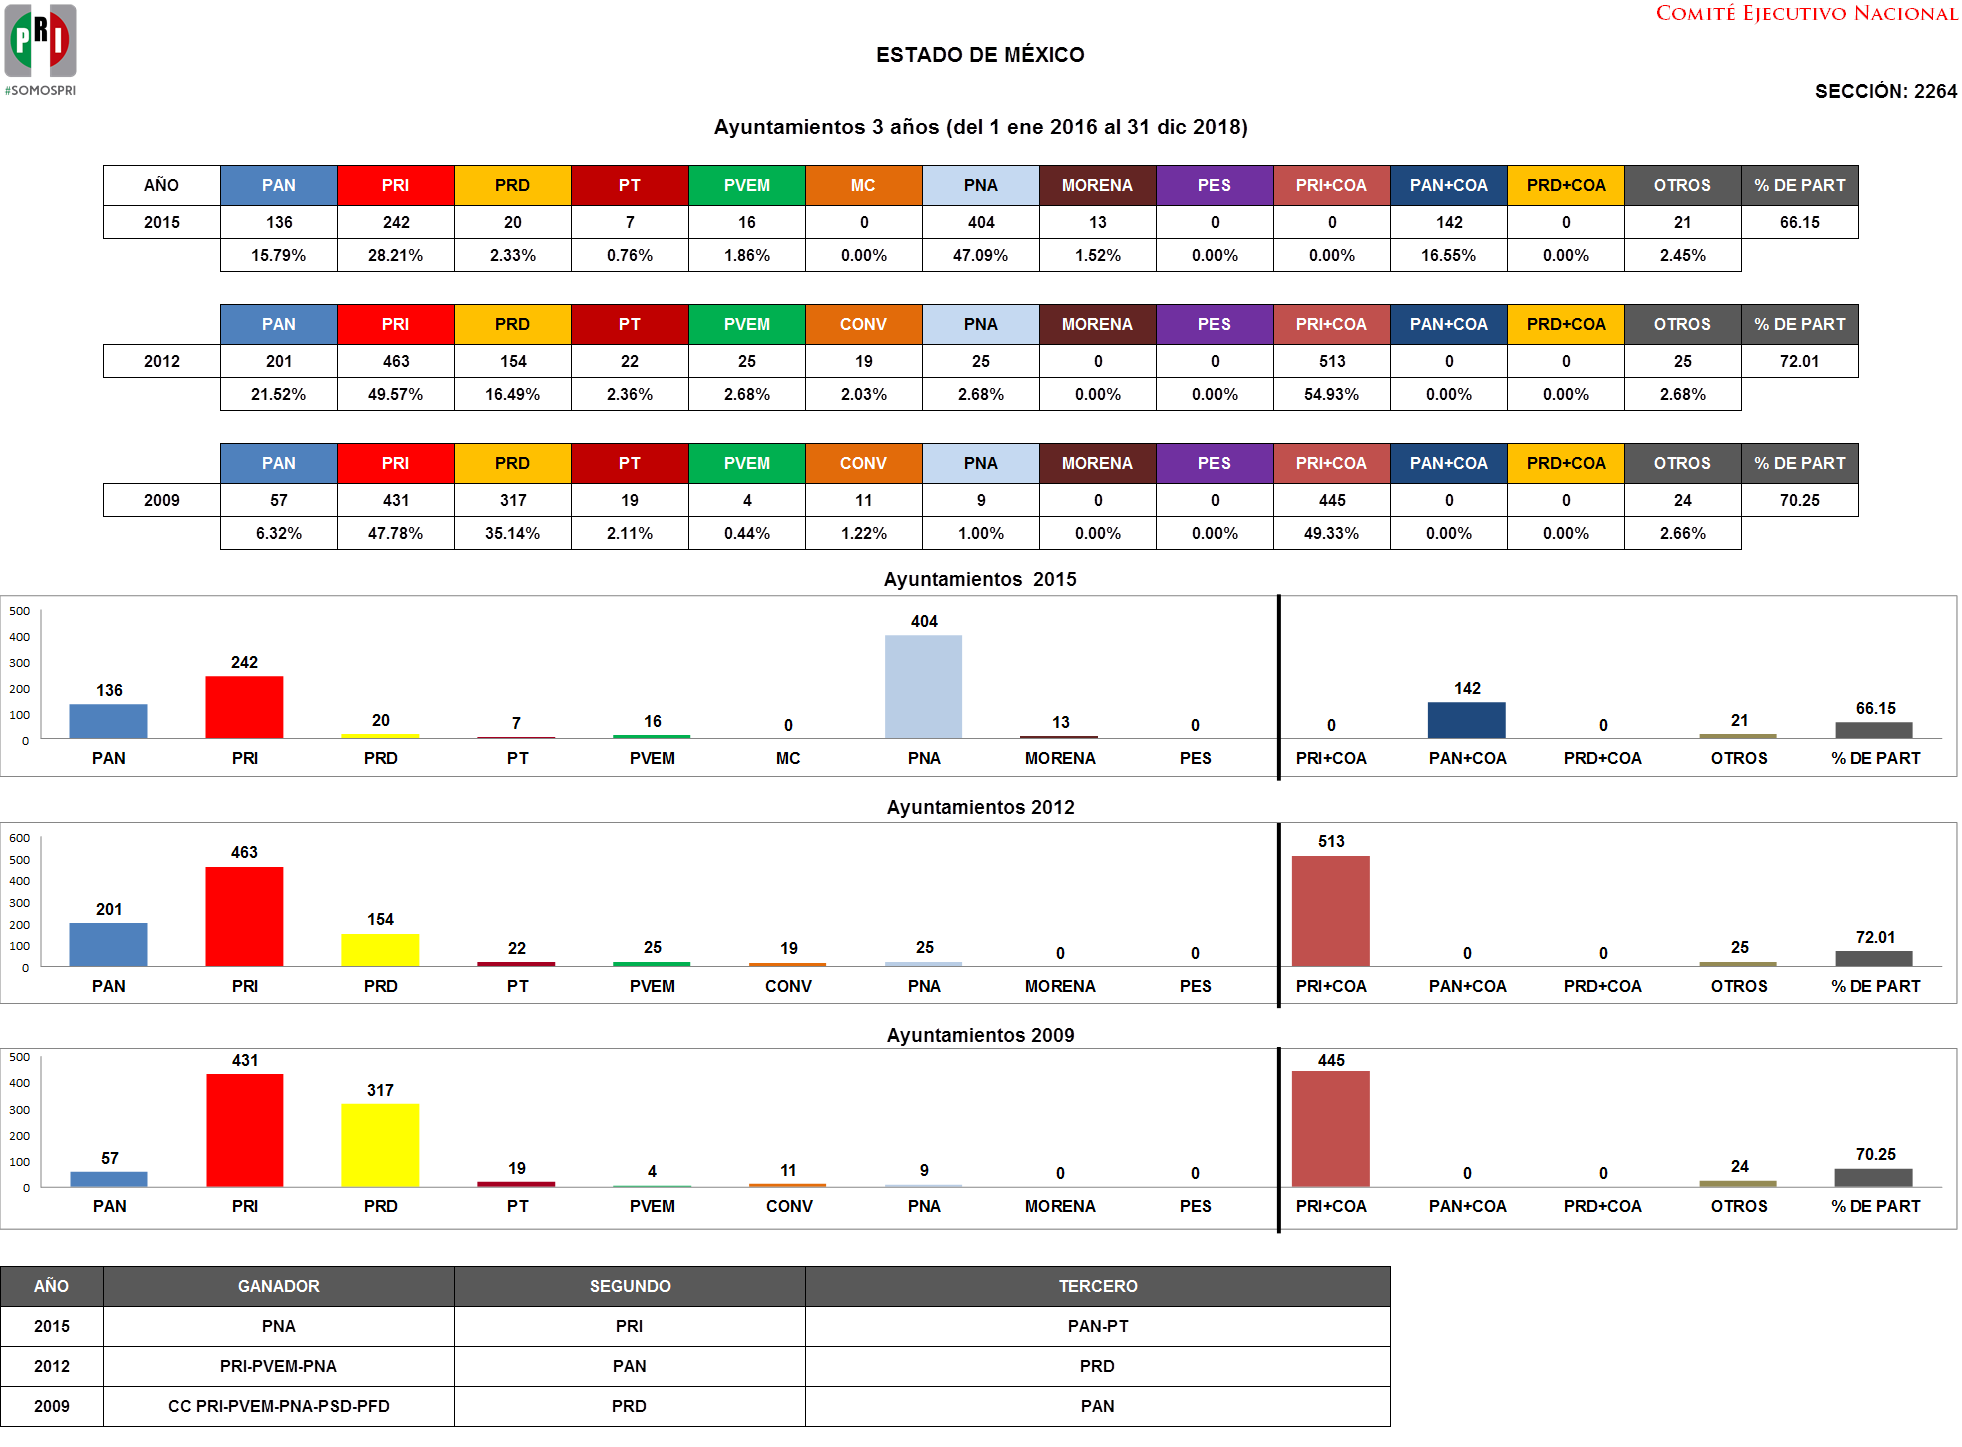 PRI
#SOMOSPRI
COMITÉ EJECUTIVO NACIONAL
ESTADO DE MÉXICO
SECCIÓN: 2264
Ayuntamientos 3 años (del 1 ene 2016 al 31 dic 2018)
AÑO PAN PRI PRD PT PVEM MC PNA MORENA PES PRI+COA PAN+COA PRD+COA OTROS % DE PART
2015 136 242 20 7 16 0 404 13 0 0 142 0 21 66.15
15.79% 28.21% 2.33% 0.76% 1.86% 0.00% 47.09% 1.52% 0.00% 0.00% 16.55% 0.00% 2.45%
PAN PRI PRD PT PVEM CONV PNA MORENA PES PRI+COA PAN+COA PRD+COA OTROS % DE PART
2012 201 463 154 22 25 19 25 0 0 513 0 0 25 72.01
21.52% 49.57% 16.49% 2.36% 2.68% 2.03% 2.68% 0.00% 0.00% 54.93% 0.00% 0.00% 2.68%
PAN PRI PRD PT PVEM CONV PNA MORENA PES PRI+COA PAN+COA PRD+COA OTROS % DE PART
2009 57 431 317 19 4 11 9 0 0 445 0 0 24 70.25
6.32% 47.78% 35.14% 2.11% 0.44% 1.22% 1.00% 0.00% 0.00% 49.33% 0.00% 0.00% 2.66%
Ayuntamientos 2015
500
400
300
200
100
0
136 242 20 7 16 0 404 13 0 0 142 0 21 66.15
PAN PRI PRD PT PVEM MC PNA MORENA PES PRI+COA PAN+COA PRD+COA OTROS % DE PART
Ayuntamientos 2012
600
500
400
300
200
100
0
201 463 154 22 25 19 25 0 0 513 0 0 25 72.01
PAN PRI PRD PT PVEM CONV PNA MORENA PES PRI+COA PAN+COA PRD+COA OTROS % DE PART
Ayuntamientos 2009
500
400
300
200
100
0
57 431 317 19 4 11 9 0 0 445 0 0 24 70.25
PAN PRI PRD PT PVEM CONV PNA MORENA PES PRI+COA PAN+COA PRD+COA OTROS % DE PART
AÑO GANADOR SEGUNDO TERCERO
2015 PNA PRI PAN-PT
2012 PRI-PVEM-PNA PAN PRD
2009 CC PRI-PVEM-PNA-PSD-PFD PRD PAN